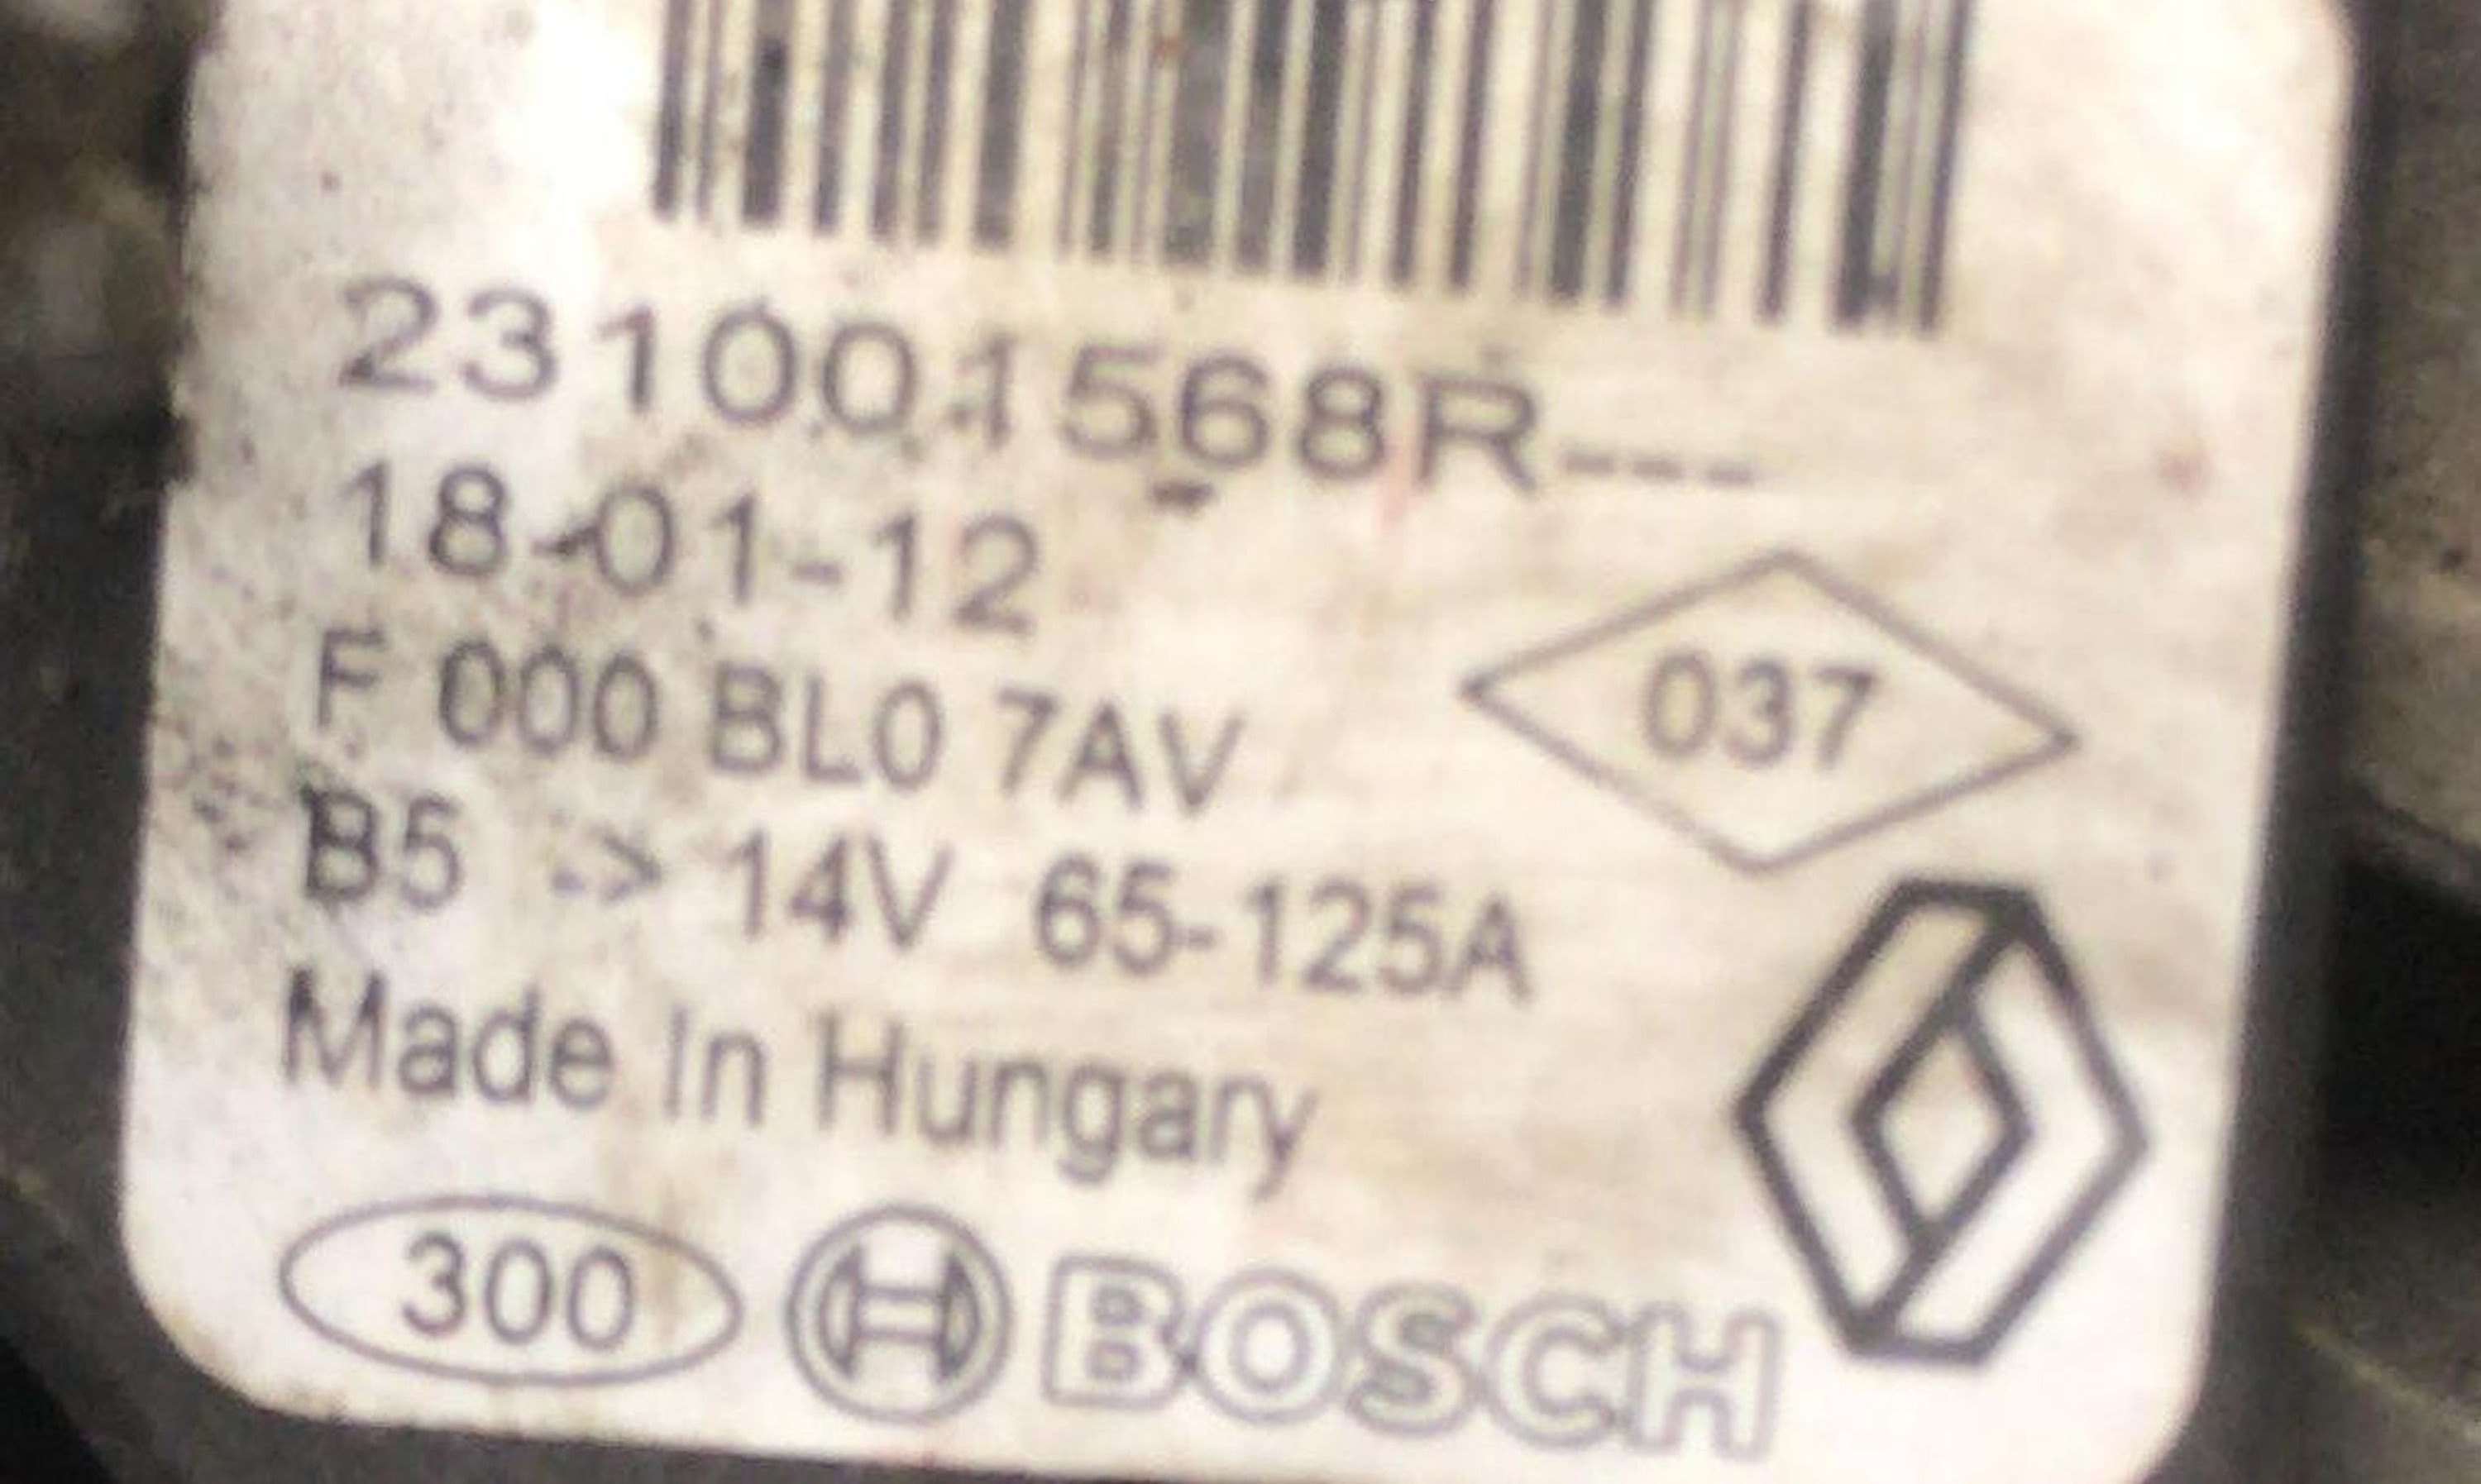 231001568R---
18-01-12
F 000 BL0 7AV
037
B5 -> 14V 65-125A
Made In Hungary
300 BOSCH